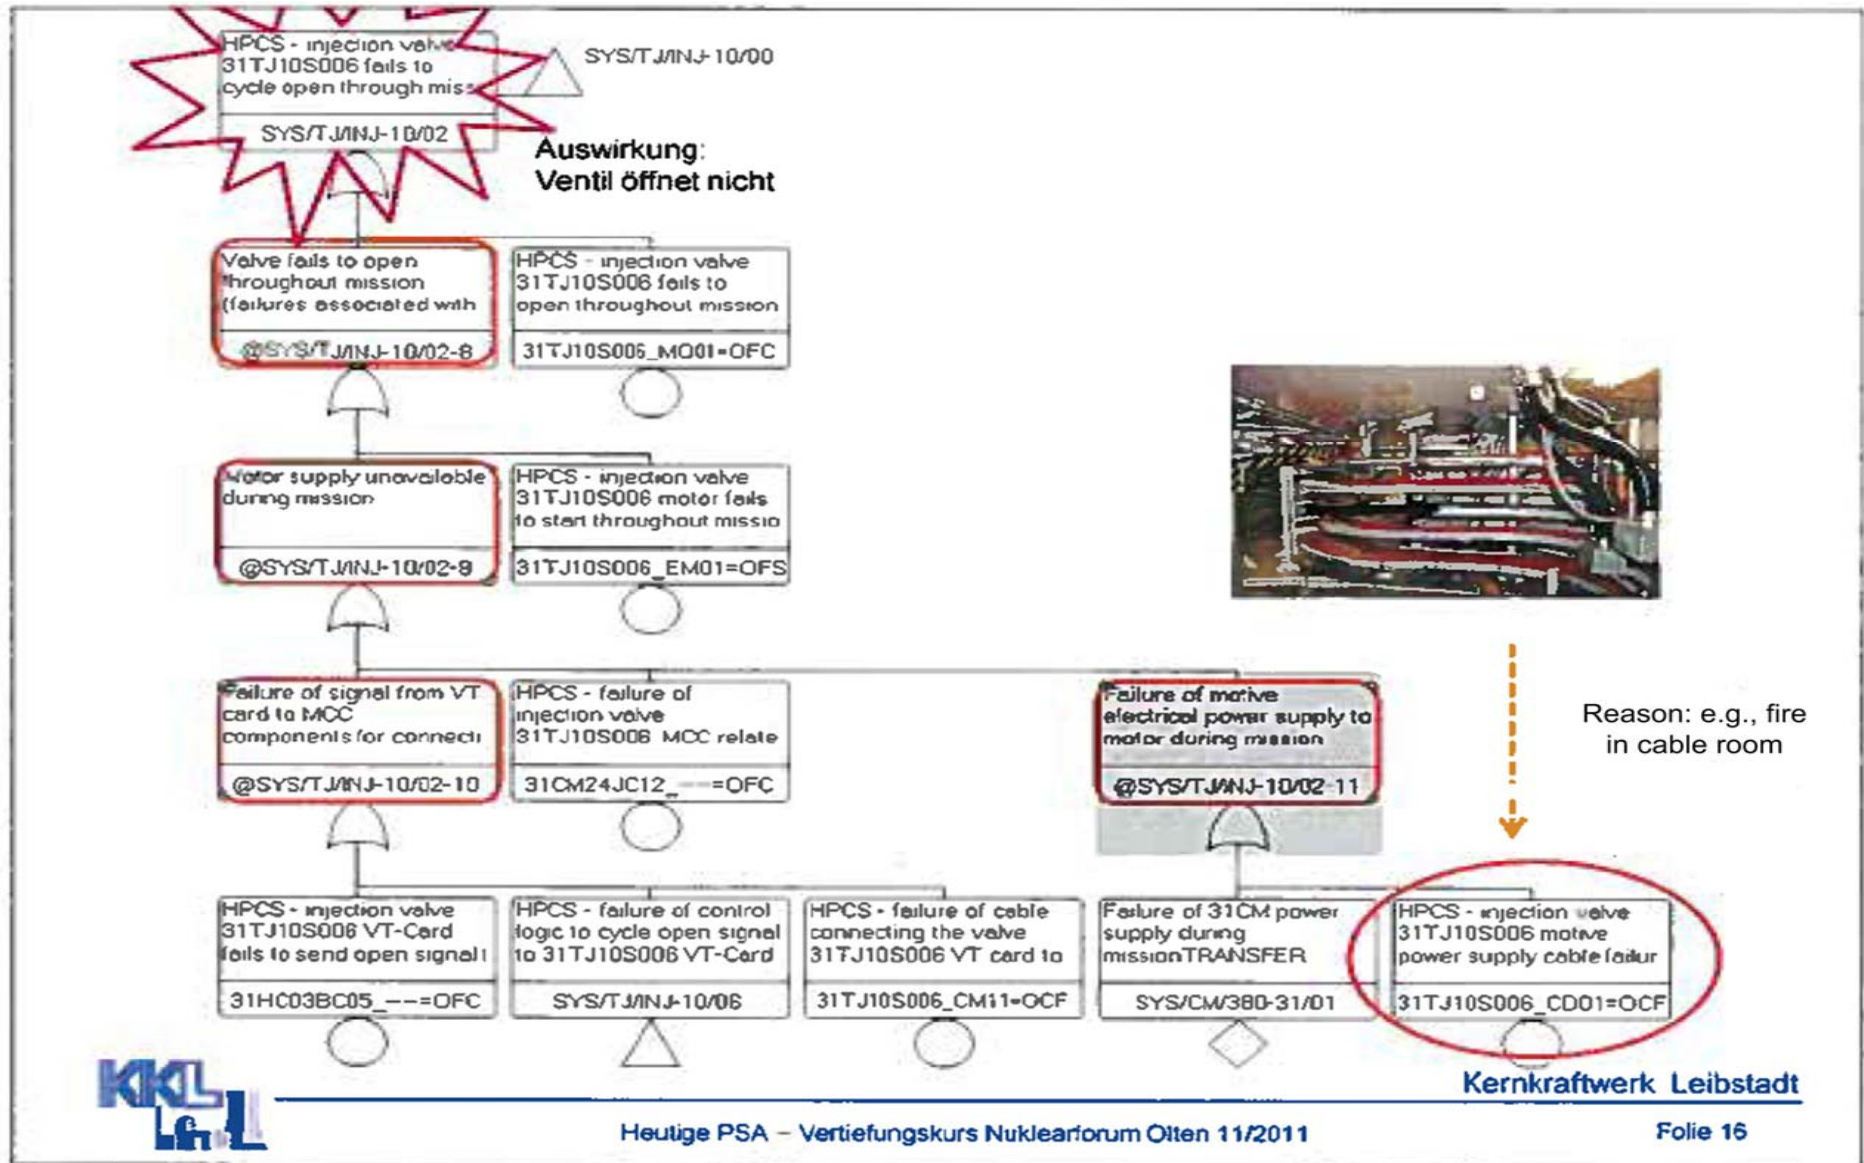 HPCS - injection valve
31TJ10S006 fails to
cycle open through miss
SYS/TJ/INJ-10/02
SYS/TJ/INJ-10/00
Auswirkung:
Ventil öffnet nicht
Valve fails to open
throughout mission
(failures associated with
@SYS/TJ/INJ-10/02-8
HPCS - injection valve
31TJ10S006 fails to
open throughout mission
31TJ10S006_MO01=OFC
Motor supply unavailable
during mission
@SYS/TJ/INJ-10/02-9
HPCS - injection valve
31TJ10S006 motor fails
to start throughout missio
31TJ10S006_EM01=OFS
Failure of signal from VT
card to MCC
components for connecti
@SYS/TJ/INJ-10/02-10
HPCS - failure of
injection valve
31TJ10S006 MCC relate
31CM24JC12_---=OFC
Failure of motive
electrical power supply to
motor during mission
@SYS/TJ/INJ-10/02-11
Reason: e.g., fire
in cable room
HPCS - injection valve
31TJ10S006 VT-Card
fails to send open signal t
31HC03BC05_---=OFC
HPCS - failure of control
logic to cycle open signal
to 31TJ10S006 VT-Card
SYS/TJ/INJ-10/06
HPCS - failure of cable
connecting the valve
31TJ10S006 VT card to
31TJ10S006_CM11=OCF
Failure of 31CM power
supply during
missionTRANSFER
SYS/CM/380-31/01
HPCS - injection valve
31TJ10S006 motive
power supply cable failur
31TJ10S006_CD01=OCF
KKL
Kernkraftwerk Leibstadt
Heutige PSA – Vertiefungskurs Nuklearforum Olten 11/2011
Folie 16